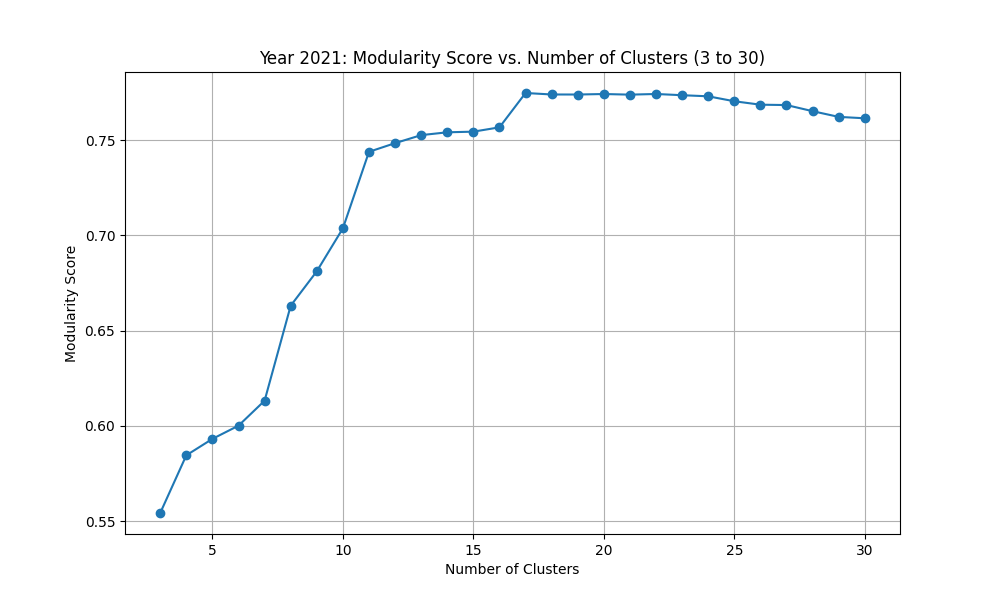 Year 2021: Modularity Score vs. Number of Clusters (3 to 30)
Modularity Score
0.75
0.70
0.65
0.60
0.55
5 10 15 20 25 30
Number of Clusters